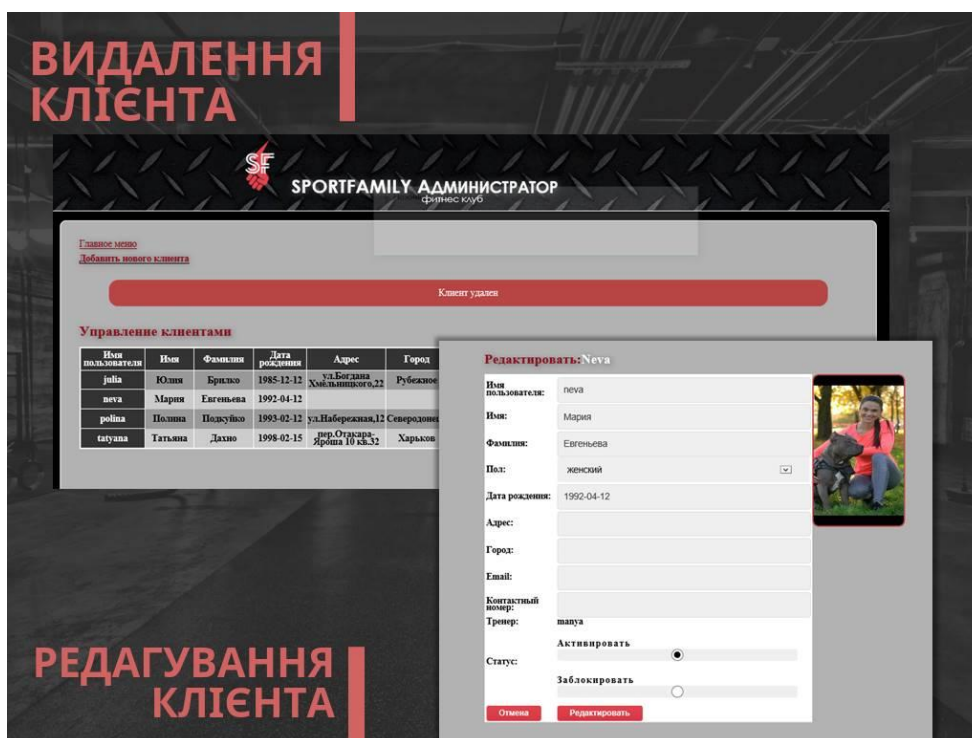 ВИДАЛЕННЯ
КЛІЄНТА
SF
SPORTFAMILY АДМИНИСТРАТОР
фитнес клуб
Главное меню
Добавить нового клиента
Клиент удален
Управление клиентами
Имя пользователя Имя Фамилия Дата рождения Адрес Город
julia Юлия Брилко 1985-12-12 ул.Богдана Хмельницкого,22 Рубежное
neva Мария Евгеньева 1992-04-12
polina Полина Подкуйко 1993-02-12 ул.Набережная,12
tatyana Татьяна Дахно 1998-02-15 пер.Отакара-Яроша 10 кв.32 Харьков
Редактировать:Neva
Имя пользователя: neva
Имя: Мария
Фамилия: Евгеньева
Пол: женский
Дата рождения: 1992-04-12
Адрес:
Город:
Email:
Контактный номер:
Тренер: manya
Активировать
Статус:
Заблокировать
Отмена Редактировать
РЕДАГУВАННЯ
КЛІЄНТА